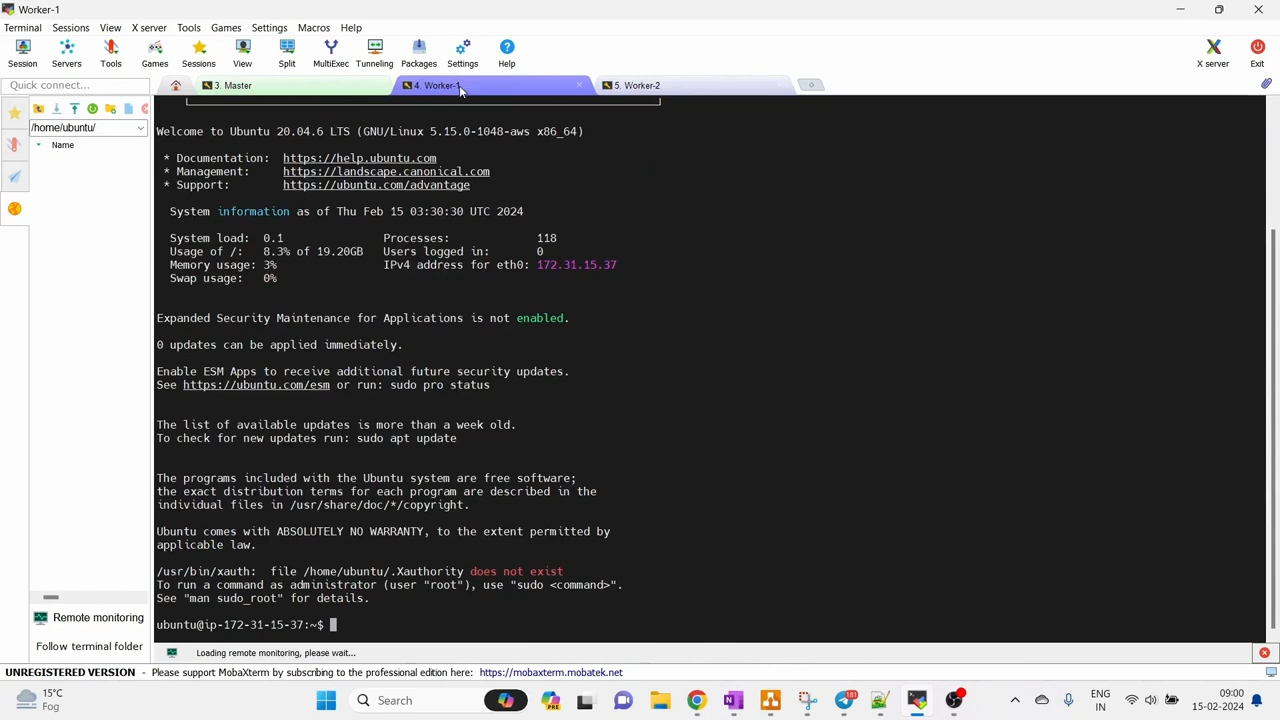 Worker-1
Terminal Sessions View X server Tools Games Settings Macros Help
Session Servers Tools Games Sessions View Split MultiExec Tunneling Packages Settings Help X server Exit
Quick connect...
3. Master
4. Worker-1
5. Worker-2
/home/ubuntu/
Name
Welcome to Ubuntu 20.04.6 LTS (GNU/Linux 5.15.0-1048-aws x86_64)
* Documentation: https://help.ubuntu.com
* Management: https://landscape.canonical.com
* Support: https://ubuntu.com/advantage
System information as of Thu Feb 15 03:30:30 UTC 2024
System load: 0.1 Processes: 118
Usage of /: 8.3% of 19.20GB Users logged in: 0
Memory usage: 3% IPv4 address for eth0: 172.31.15.37
Swap usage: 0%
Expanded Security Maintenance for Applications is not enabled.
0 updates can be applied immediately.
Enable ESM Apps to receive additional future security updates.
See https://ubuntu.com/esm or run: sudo pro status
The list of available updates is more than a week old.
To check for new updates run: sudo apt update
The programs included with the Ubuntu system are free software;
the exact distribution terms for each program are described in the
individual files in /usr/share/doc/*/copyright.
Ubuntu comes with ABSOLUTELY NO WARRANTY, to the extent permitted by
applicable law.
/usr/bin/xauth: file /home/ubuntu/.Xauthority does not exist
To run a command as administrator (user "root"), use "sudo <command>".
See "man sudo_root" for details.
ubuntu@ip-172-31-15-37:~$
Remote monitoring
Follow terminal folder
Loading remote monitoring, please wait...
UNREGISTERED VERSION - Please support MobaXterm by subscribing to the professional edition here: https://mobaxterm.mobatek.net
15°C
Fog
Search
PRE
181
ENG
IN
09:00
15-02-2024